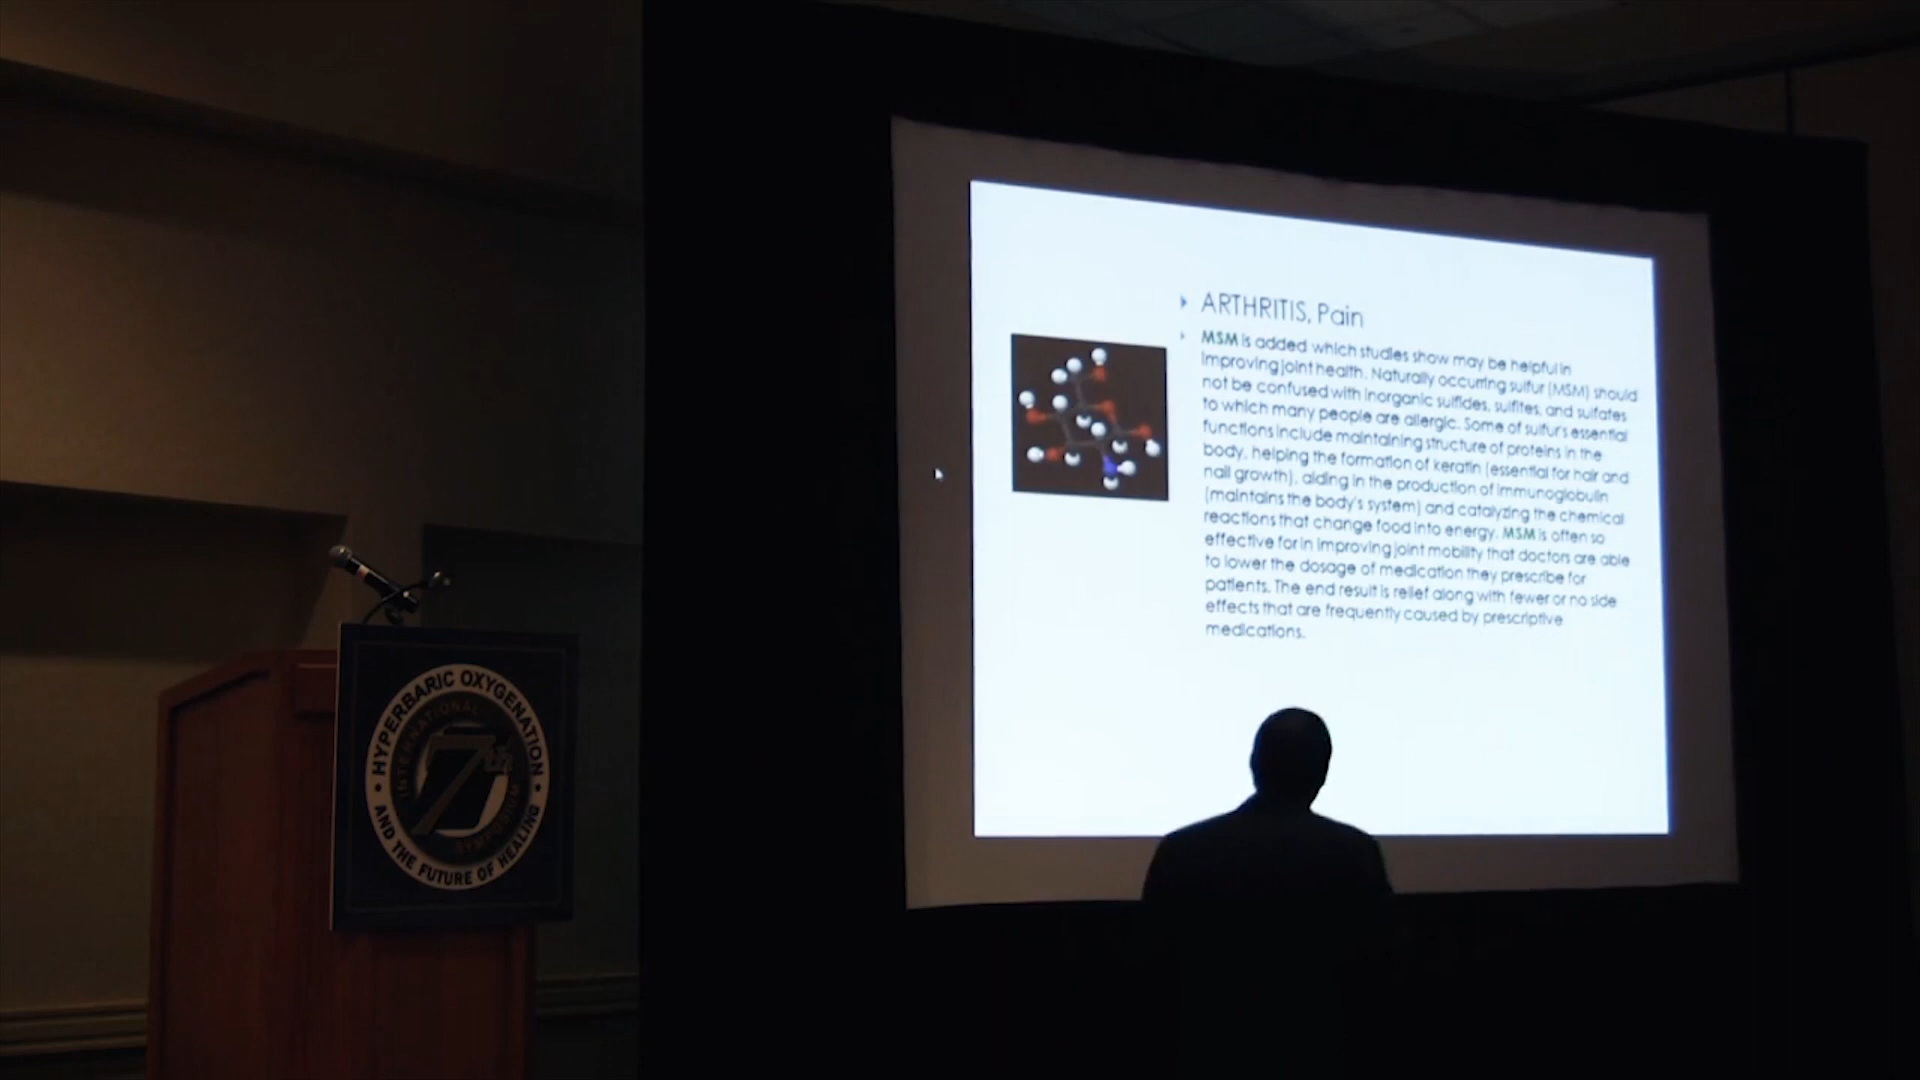 ARTHRITIS, Pain
MSM is added which studies show may be helpful in
improving joint health. Naturally occurring sulfur (MSM) should
not be confused with inorganic sulfides, sulfites, and sulfates
to which many people are allergic. Some of sulfur's essential
functions include maintaining structure of proteins in the
body, helping the formation of keratin (essential for hair and
nail growth), aiding in the production of immunoglobulin
(maintains the body's system) and catalyzing the chemical
reactions that change food into energy. MSM is often so
effective for in improving joint mobility that doctors are able
to lower the dosage of medication they prescribe for
patients. The end result is relief along with fewer or no side
effects that are frequently caused by prescriptive
medications.
HYPERBARIC OXYGENATION
INTERNATIONAL
7th
SYMPOSIUM
AND THE FUTURE OF HEALING